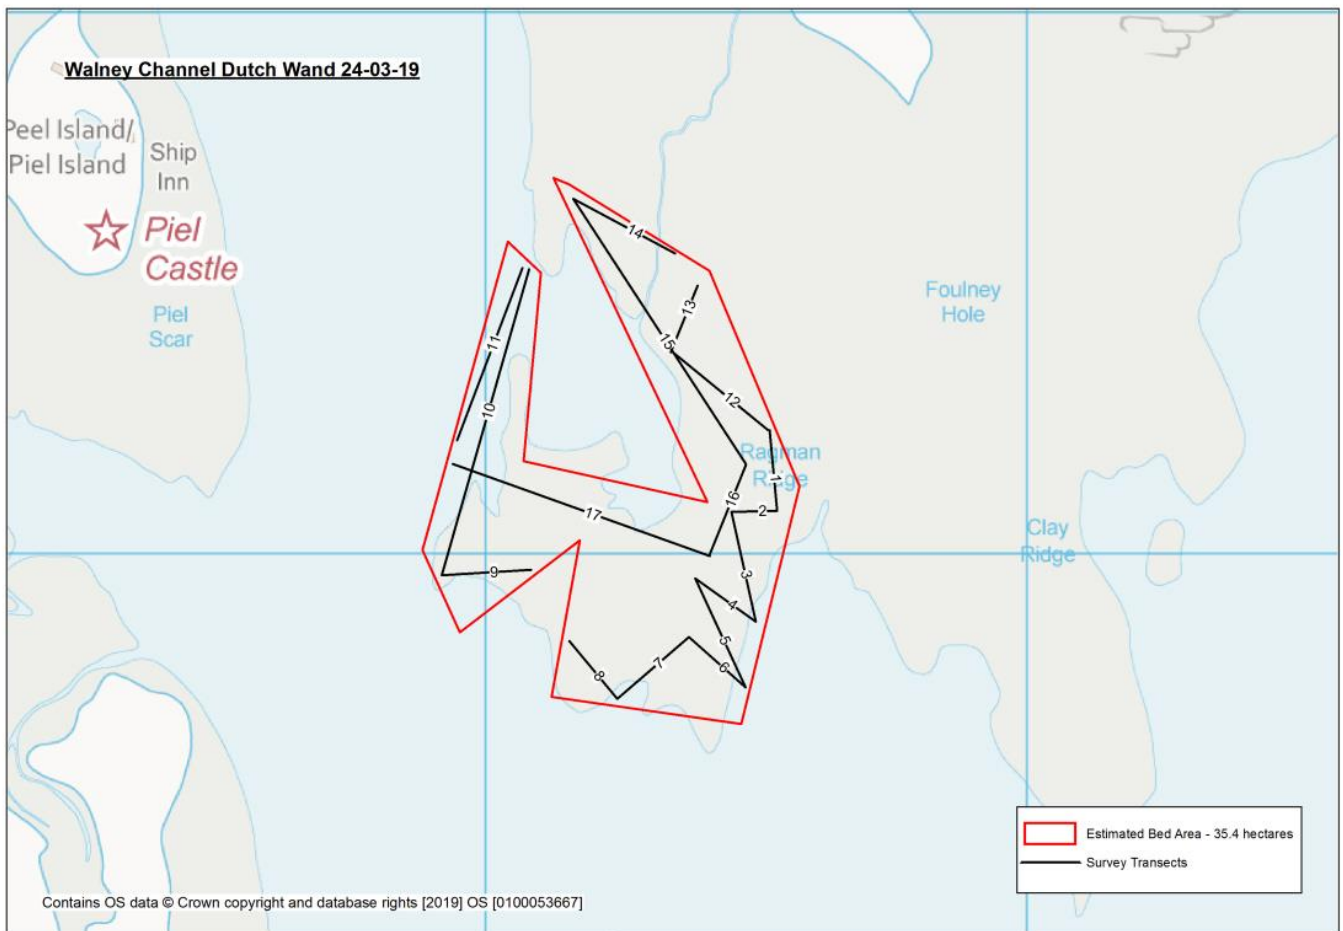 Walney Channel Dutch Wand 24-03-19
Peel Island/
Piel Island
Ship
Inn
Piel
Castle
Piel
Scar
Foulney
Hole
Ragman
Ridge
Clay
Ridge
14
13
15
12
11
10
1
16
2
17
9
3
4
5
7
6
8
Estimated Bed Area - 35.4 hectares
Survey Transects
Contains OS data © Crown copyright and database rights [2019] OS [0100053667]